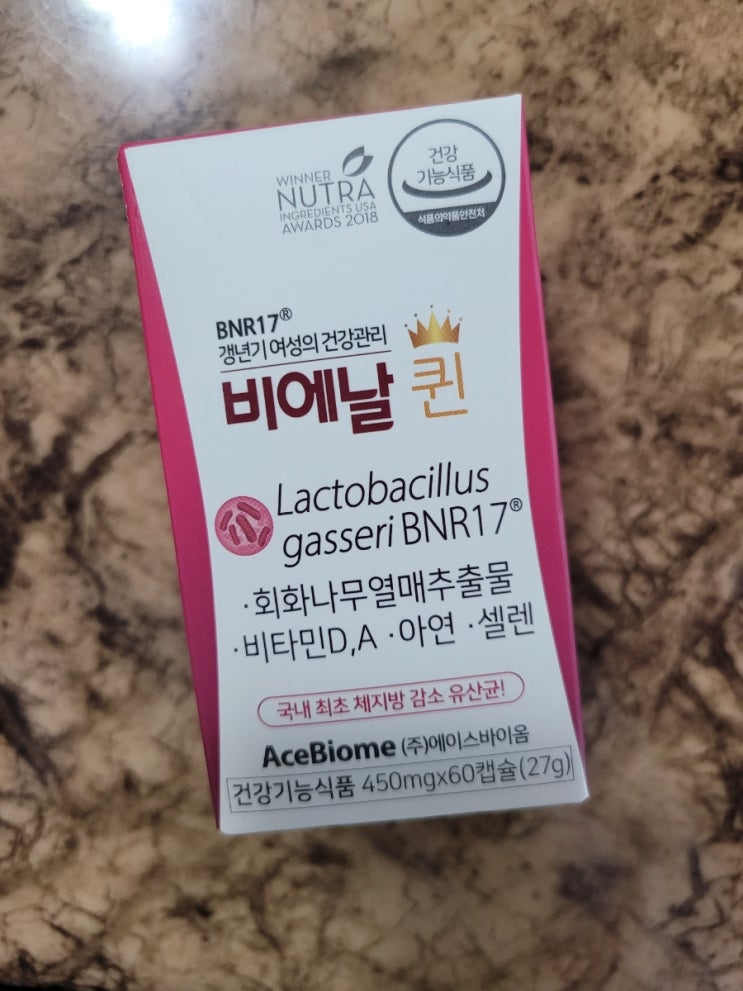 WINNER
NUTRA
INGREDIENTS USA
AWARDS 2018
건강
기능식품
식품의약품안전처
BNR17®
갱년기 여성의 건강관리
비에날 퀸
Lactobacillus
gasseri BNR17®
·회화나무열매추출물
·비타민D,A ·아연 ·셀렌
국내 최초 체지방 감소 유산균!
AceBiome (주)에이스바이옴
건강기능식품 450mgx60캡슐(27g)